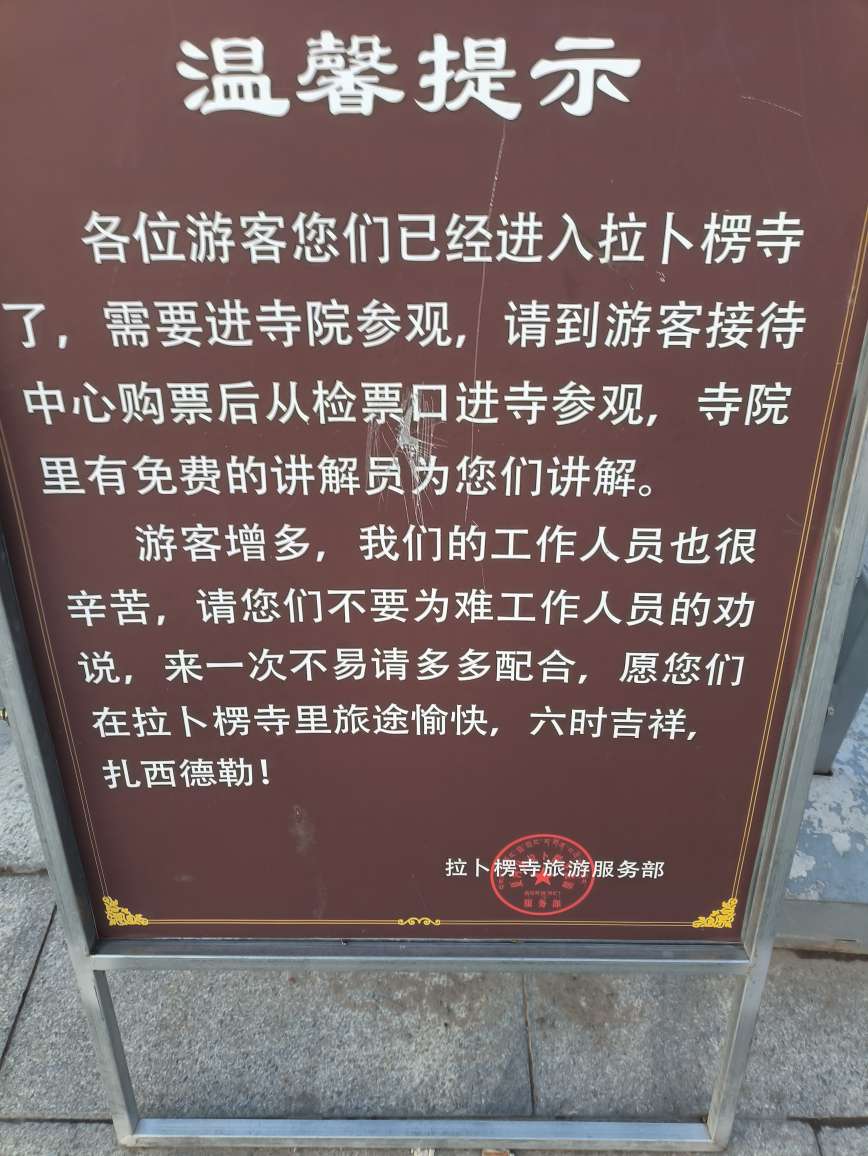 温馨提示
各位游客您们已经进入拉卜楞寺
了，需要进寺院参观，请到游客接待
中心购票后从检票口进寺参观，寺院
里有免费的讲解员为您们讲解。
游客增多，我们的工作人员也很
辛苦，请您们不要为难工作人员的劝
说，来一次不易请多多配合，愿您们
在拉卜楞寺里旅途愉快，六时吉祥，
扎西德勒！
拉卜楞寺旅游服务部
服务部